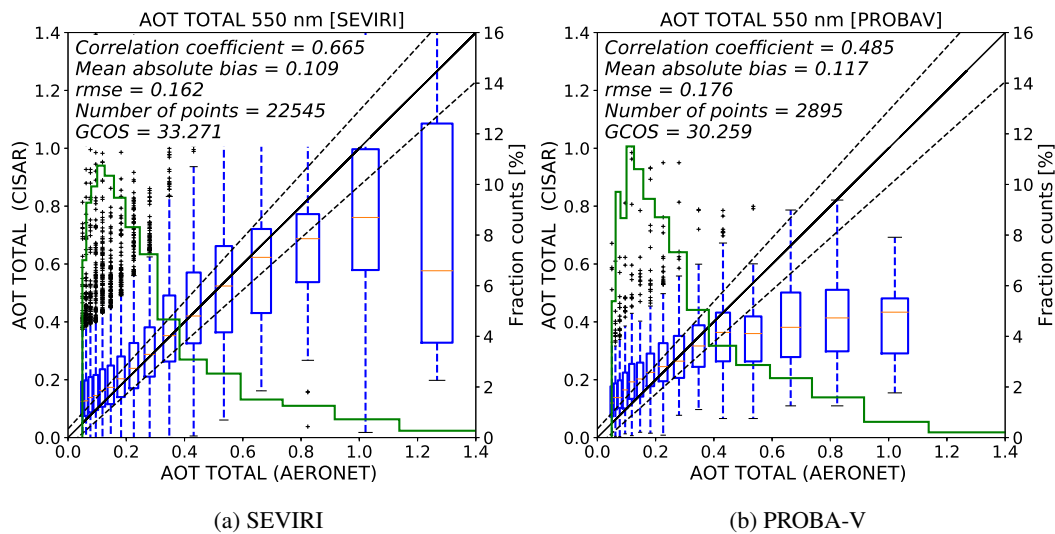 AOT TOTAL 550 nm [SEVIRI]
Correlation coefficient = 0.665
Mean absolute bias = 0.109
rmse = 0.162
Number of points = 22545
GCOS = 33.271
AOT TOTAL (CISAR)
1.4
1.2
1.0
0.8
0.6
0.4
0.2
0.0
0.0 0.2 0.4 0.6 0.8 1.0 1.2 1.4
AOT TOTAL (AERONET)
16
14
12
10
8
6
4
2
0
Fraction counts [%]
(a) SEVIRI
AOT TOTAL 550 nm [PROBAV]
Correlation coefficient = 0.485
Mean absolute bias = 0.117
rmse = 0.176
Number of points = 2895
GCOS = 30.259
AOT TOTAL (CISAR)
1.4
1.2
1.0
0.8
0.6
0.4
0.2
0.0
0.0 0.2 0.4 0.6 0.8 1.0 1.2 1.4
AOT TOTAL (AERONET)
16
14
12
10
8
6
4
2
0
Fraction counts [%]
(b) PROBA-V